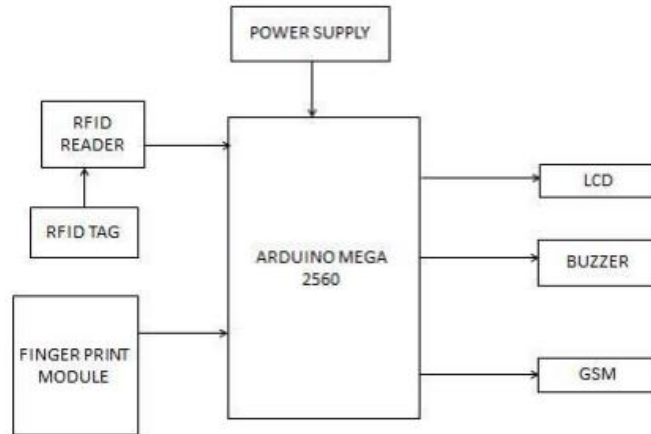 POWER SUPPLY
RFID
READER
RFID TAG
FINGER PRINT
MODULE
ARDUINO MEGA
2560
LCD
BUZZER
GSM